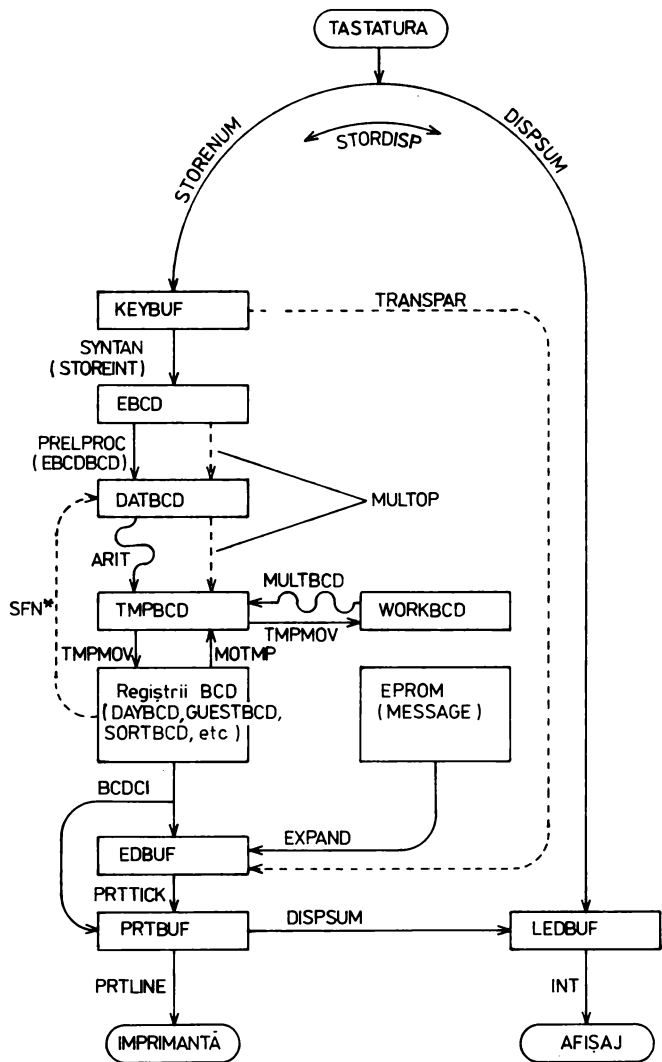 TASTATURA
STORENUM
STORDISP
DISPSUM
KEYBUF
TRANSPAR
SYNTAN
(STOREINT)
EBCD
PRELPROC
(EBCDBCD)
DATBCD
MULTOP
ARIT
SFN*
MULTBCD
TMPBCD
WORKBCD
TMPMOV
TMPMOV
MOTMP
Regiștrii BCD
(DAYBCD, GUESTBCD,
SORTBCD, etc)
EPROM
(MESSAGE)
BCDCI
EXPAND
EDBUF
PRTTICK
PRTBUF
DISPSUM
LEDBUF
PRTLINE
INT
IMPRIMANTĂ
AFIȘAJ